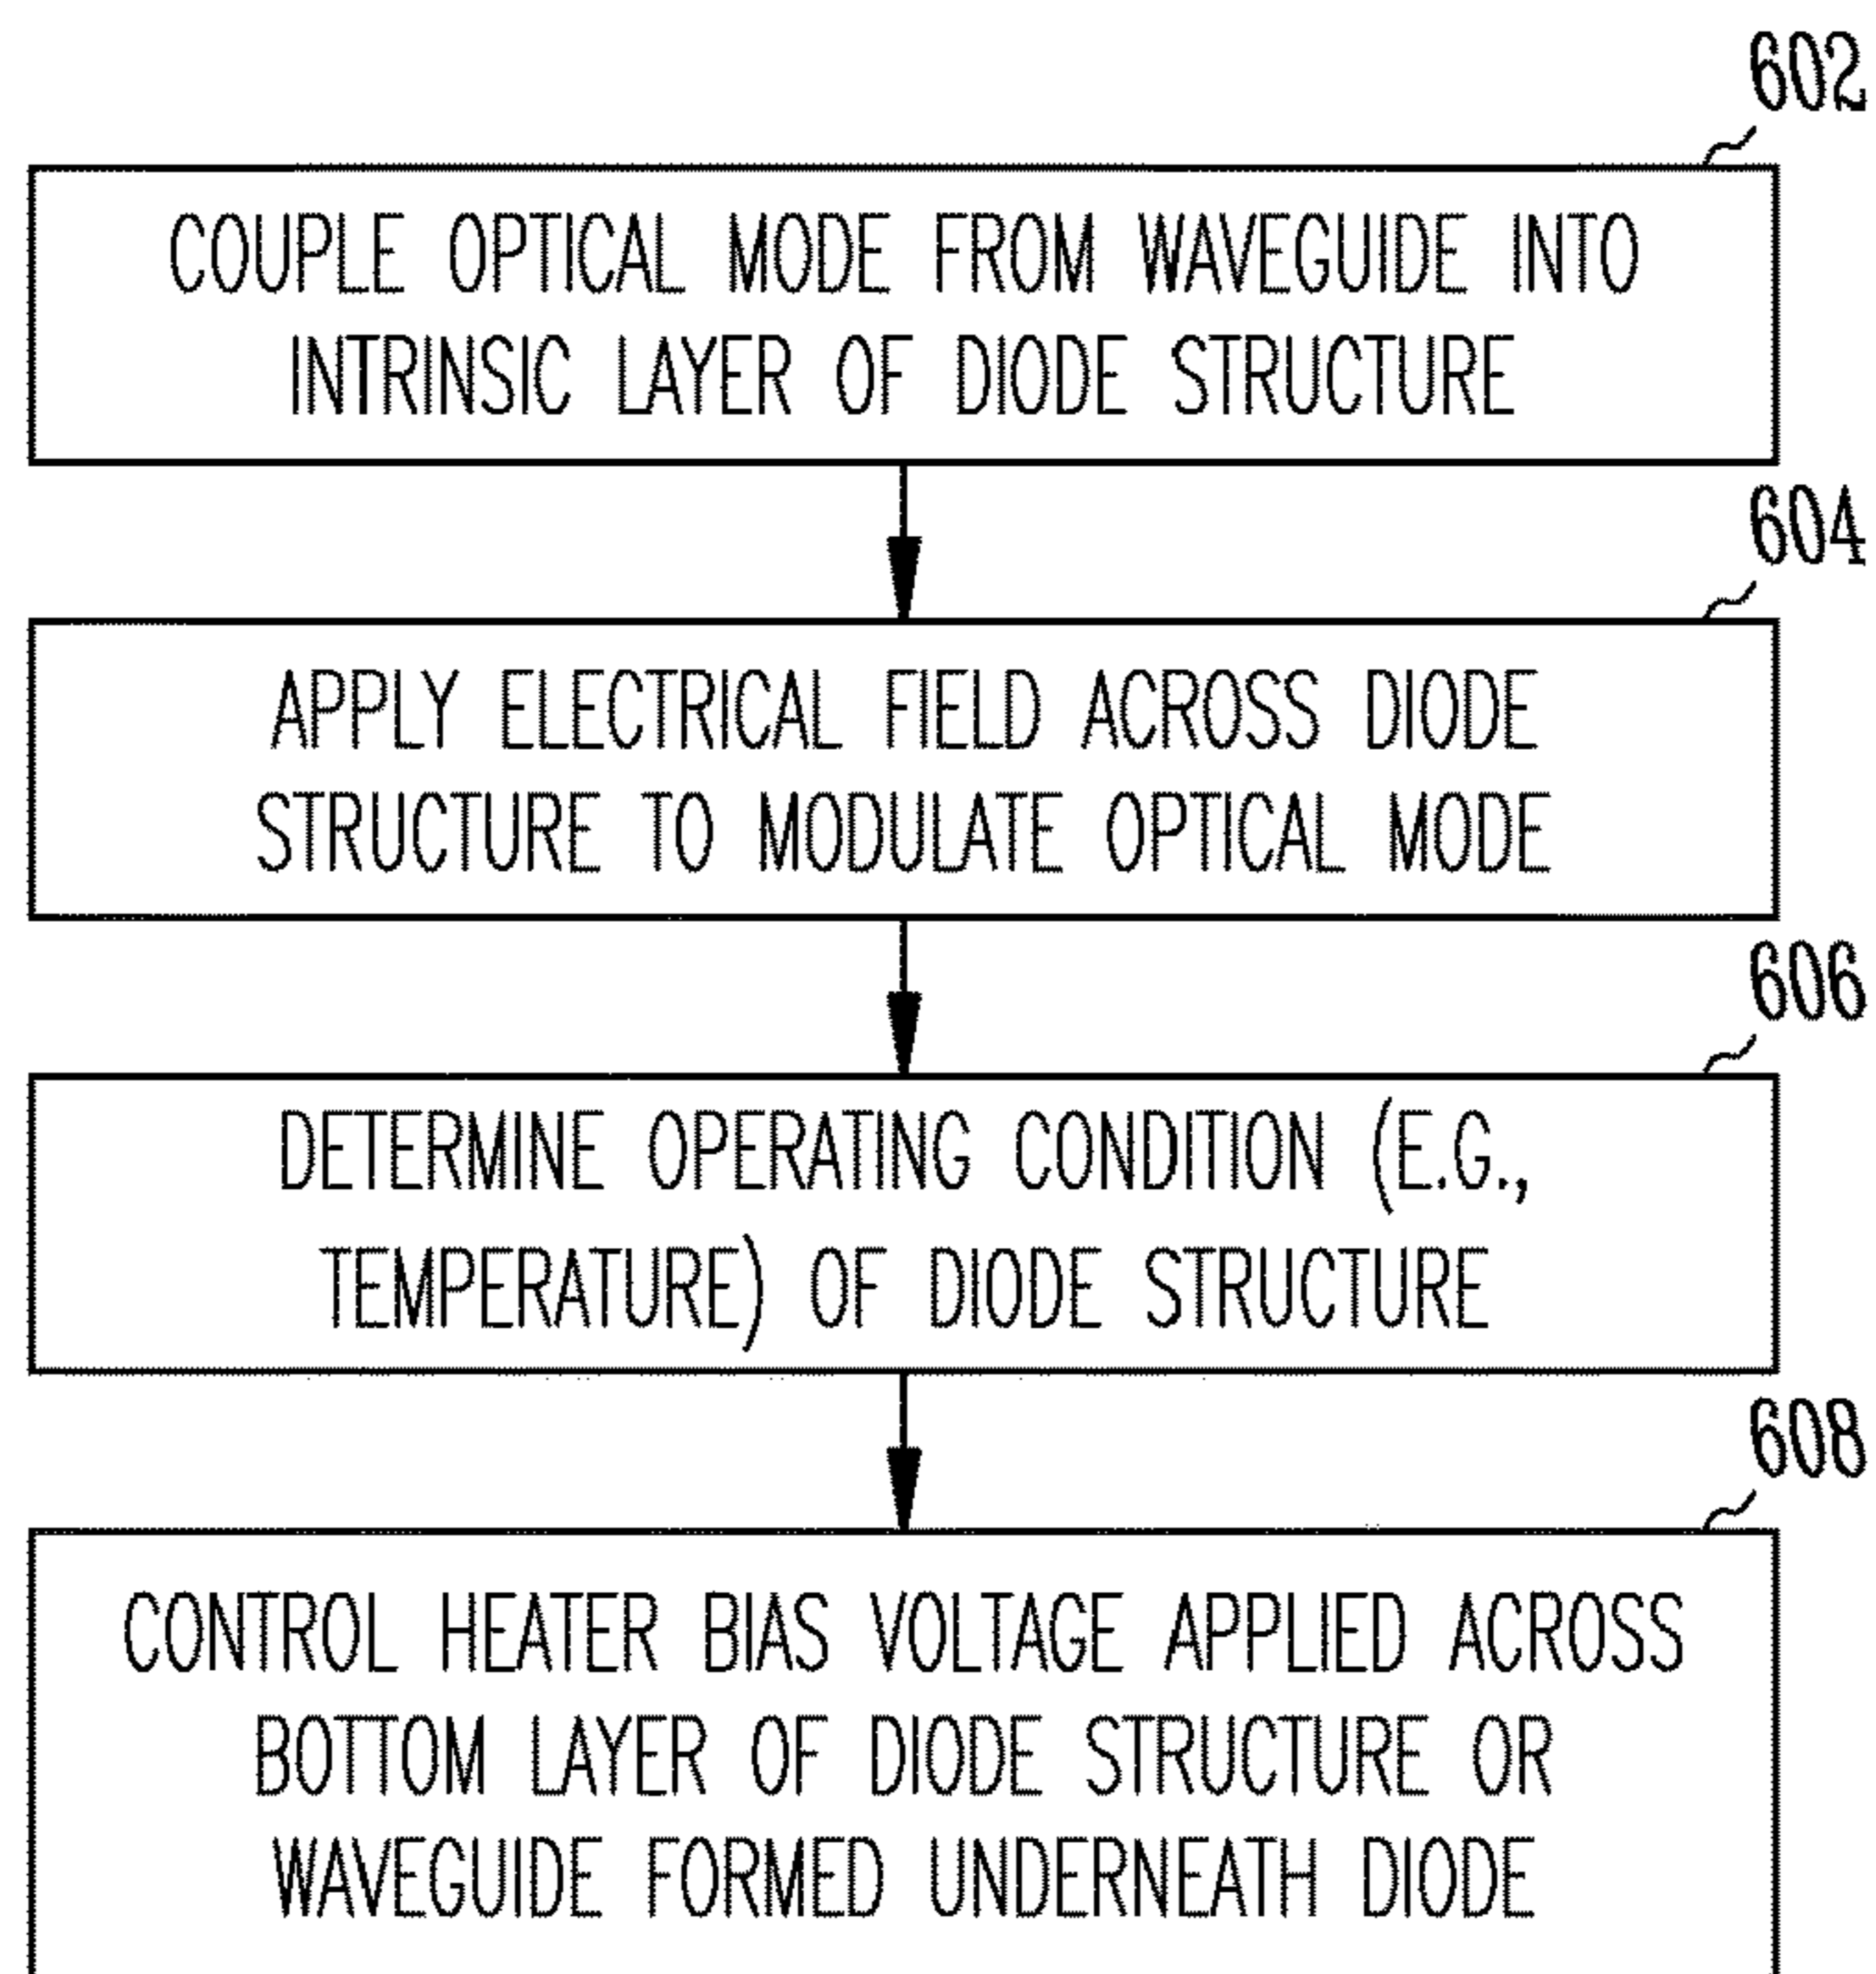 602
COUPLE OPTICAL MODE FROM WAVEGUIDE INTO
INTRINSIC LAYER OF DIODE STRUCTURE
604
APPLY ELECTRICAL FIELD ACROSS DIODE
STRUCTURE TO MODULATE OPTICAL MODE
606
DETERMINE OPERATING CONDITION (E.G.,
TEMPERATURE) OF DIODE STRUCTURE
608
CONTROL HEATER BIAS VOLTAGE APPLIED ACROSS
BOTTOM LAYER OF DIODE STRUCTURE OR
WAVEGUIDE FORMED UNDERNEATH DIODE